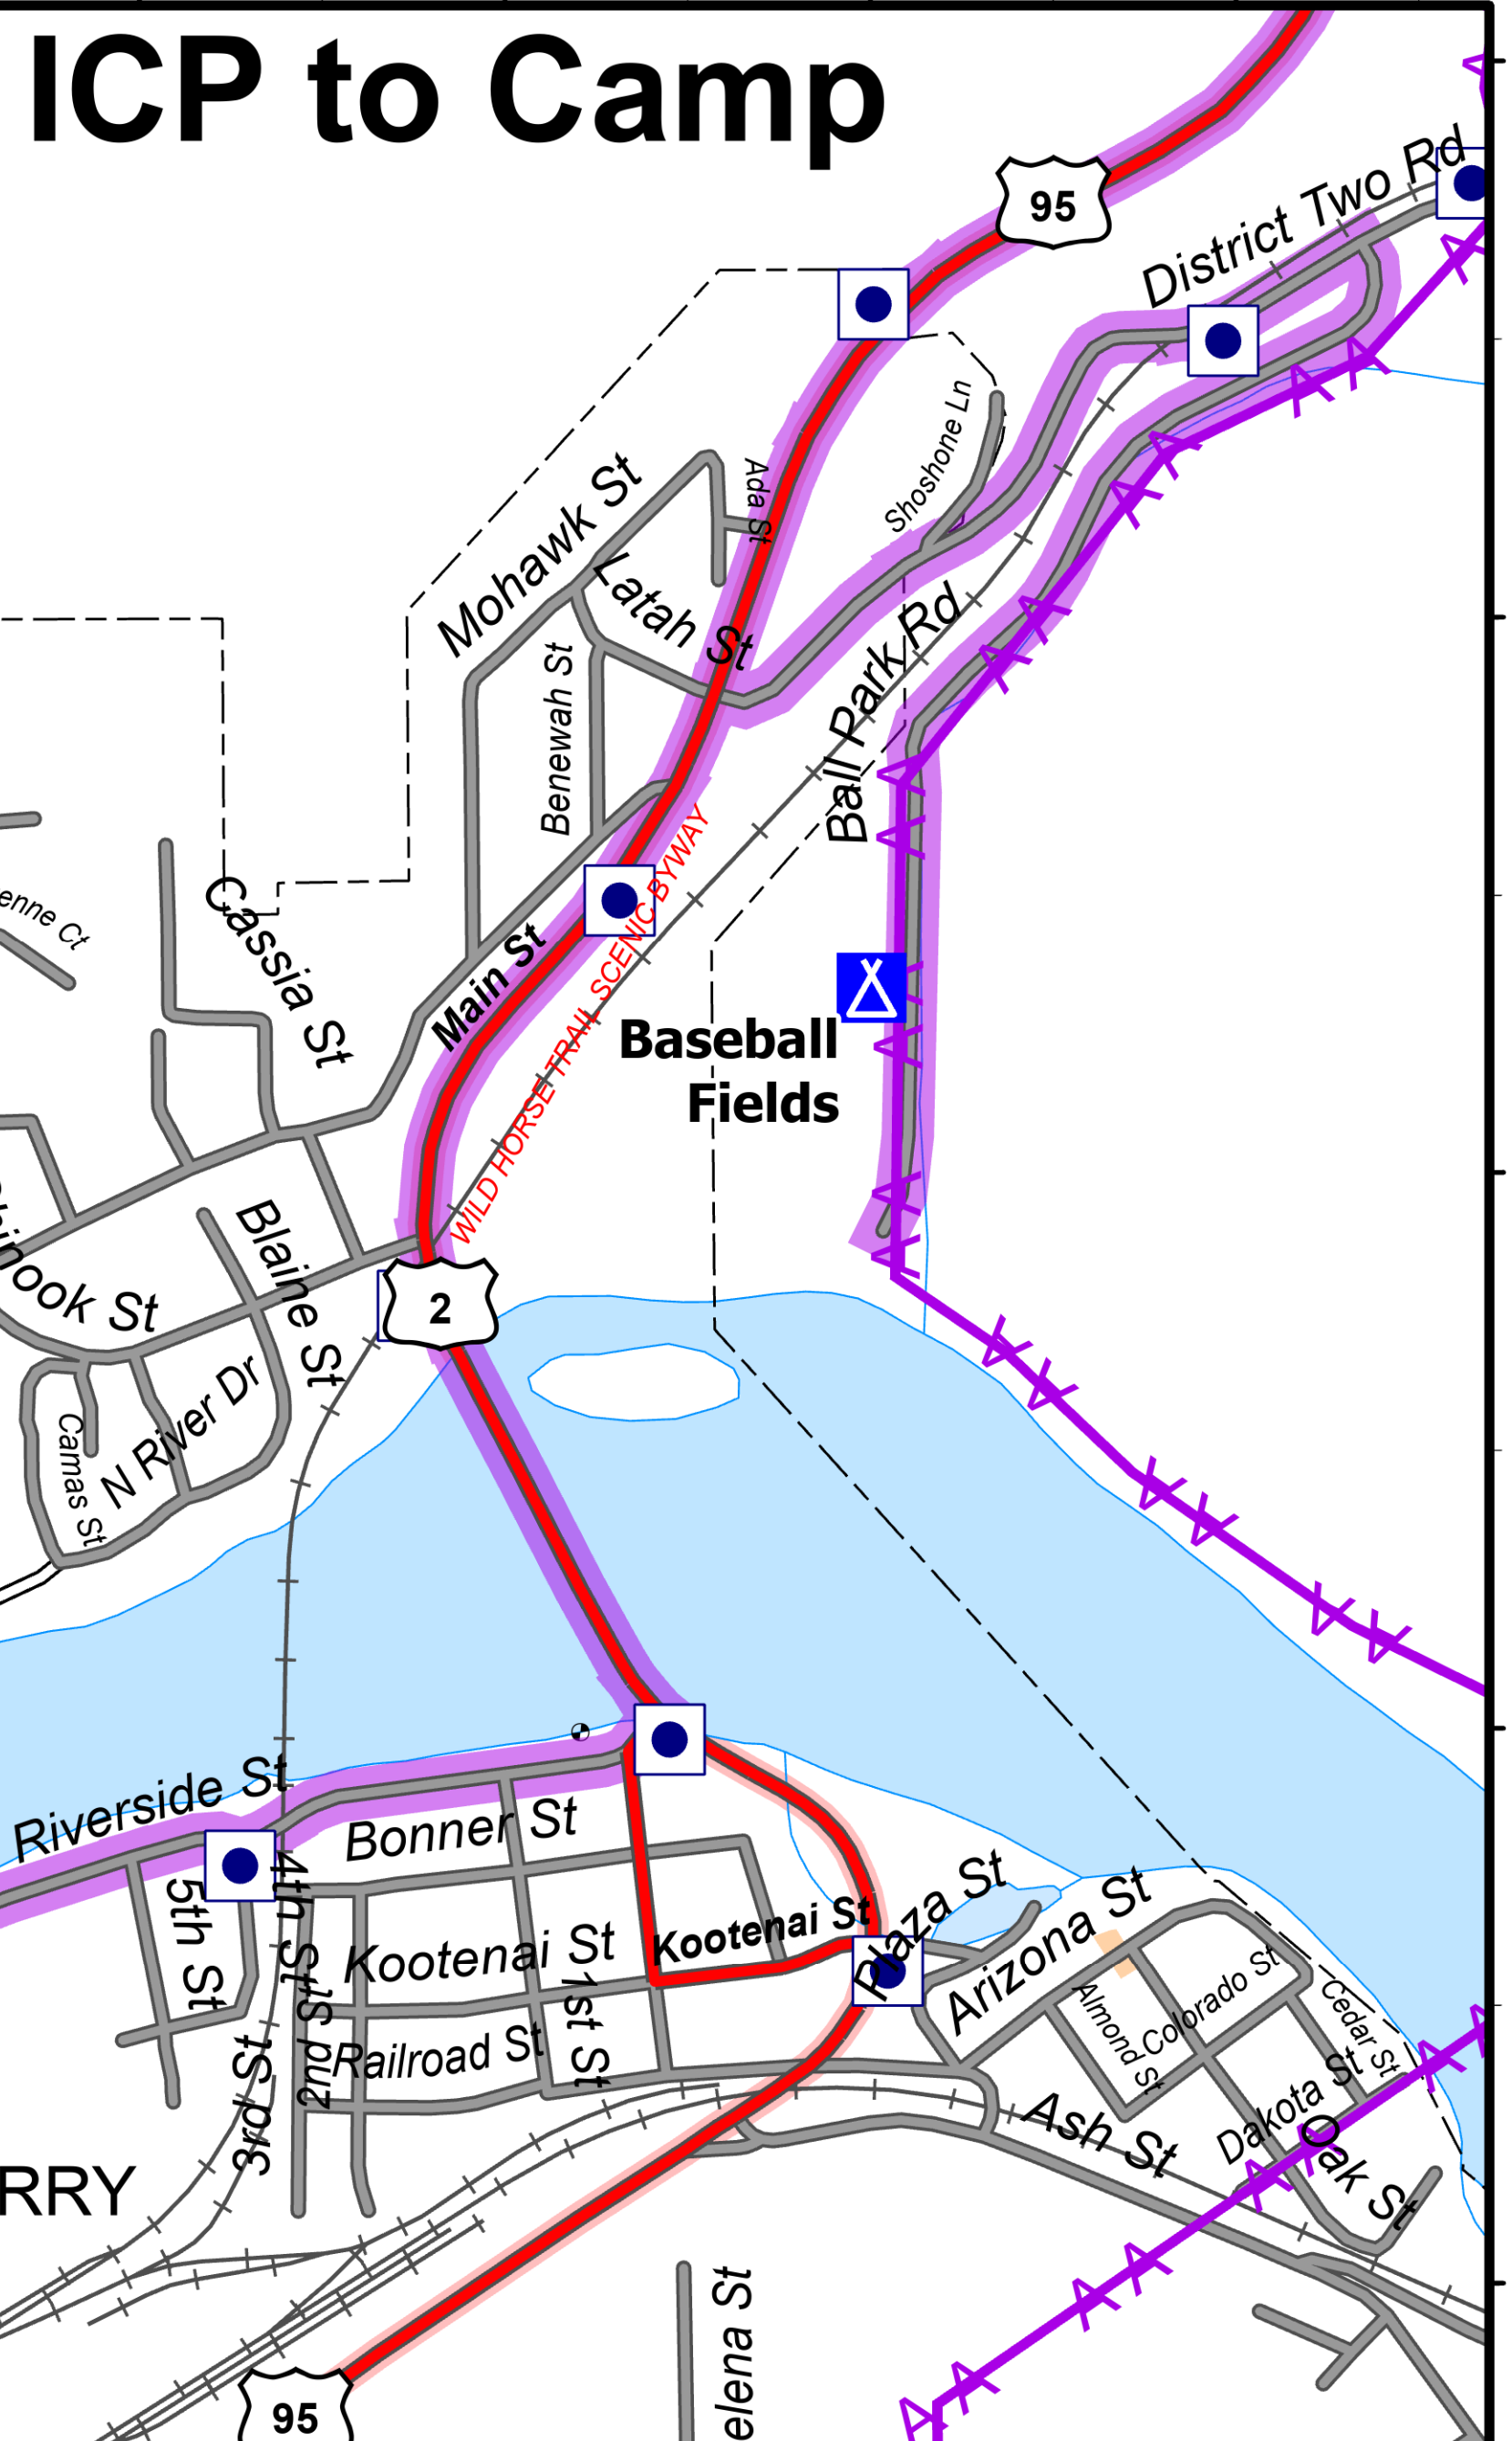 ICP to Camp
95
District Two Rd
Shoshone Ln
Ada St
Mohawk St
Latah St
Benewah St
Ball Park Rd
WILD HORSE TRAIL SCENIC BYWAY
Main St
Cassia St
enne Ct
Baseball
Fields
Blaine St
inook St
2
N River Dr
Camas St
Riverside St
Bonner St
5th St
4th St
Kootenai St
Kootenai St
Plaza St
Arizona St
1st St
2nd St
Railroad St
3rd St
Almond St
Colorado St
Cedar St
Dakota St
Oak St
Ash St
RRY
elena St
95